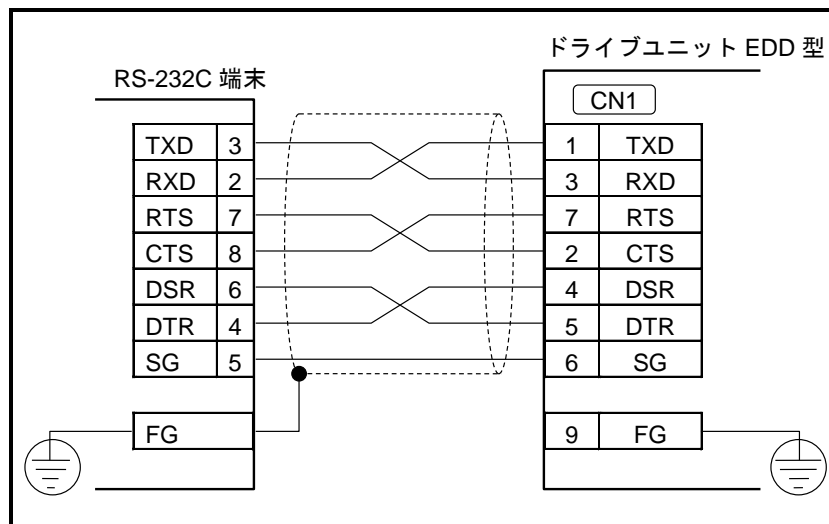 ドライブユニット EDD 型
RS-232C 端末
CN1
TXD 3 1 TXD
RXD 2 3 RXD
RTS 7 7 RTS
CTS 8 2 CTS
DSR 6 4 DSR
DTR 4 5 DTR
SG 5 6 SG
FG 9 FG